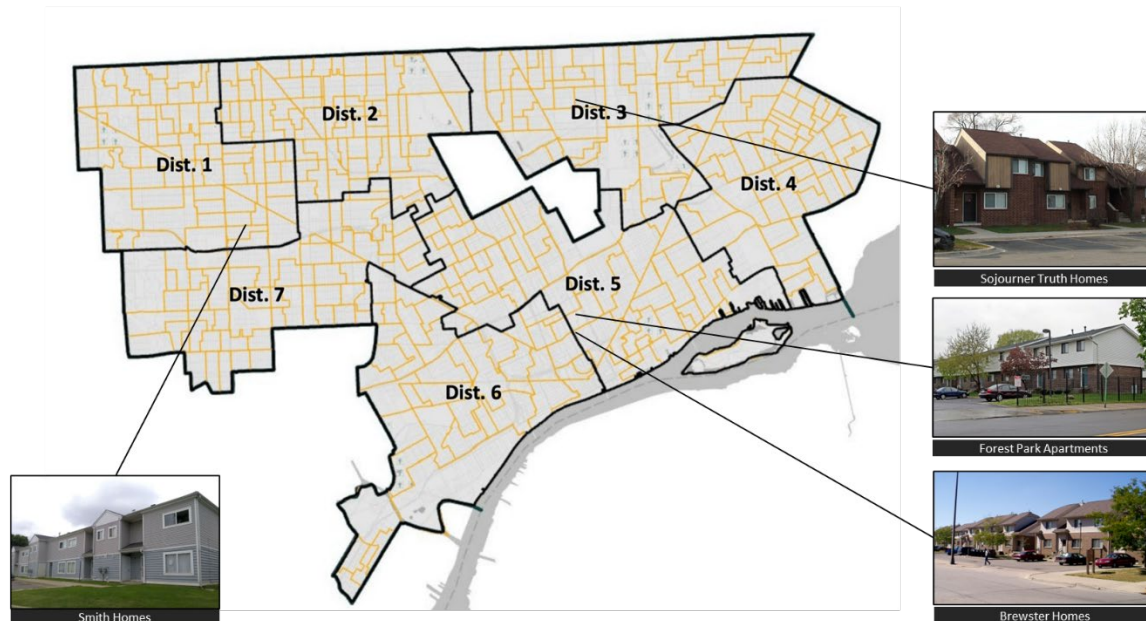 Dist. 2
Dist. 3
Dist. 1
Dist. 4
Dist. 5
Dist. 7
Dist. 6
Sojourner Truth Homes
Forest Park Apartments
Smith Homes
Brewster Homes